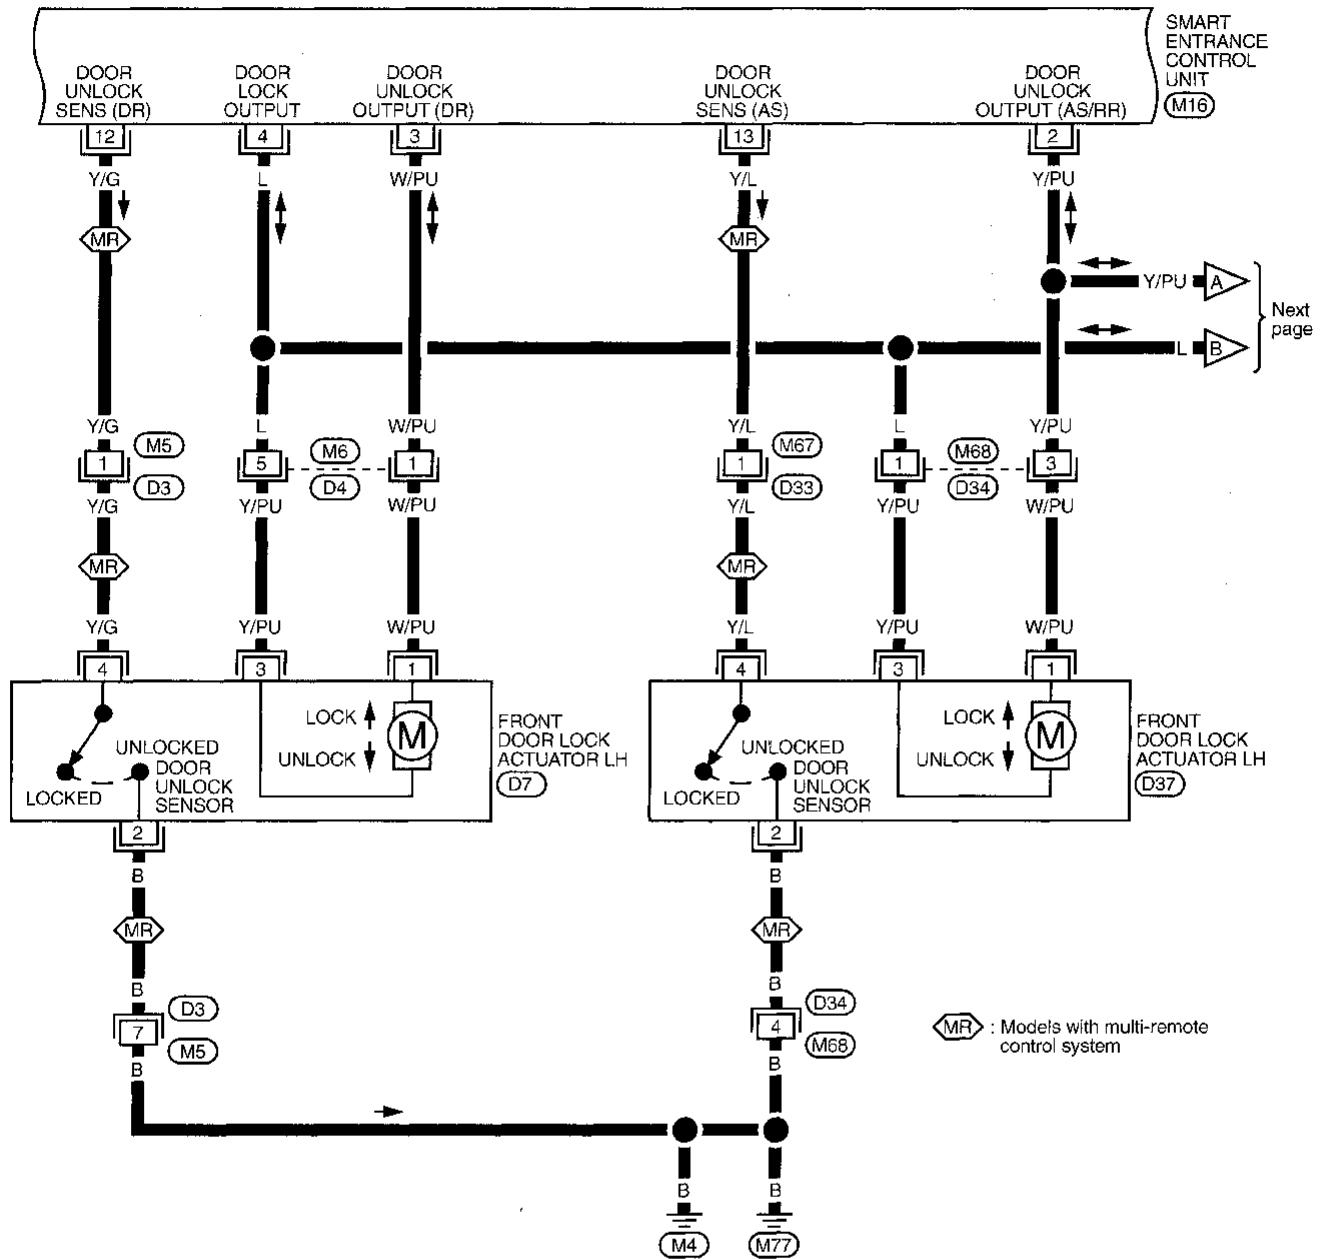 SMART
ENTRANCE
CONTROL
UNIT
M16
DOOR
UNLOCK
SENS (DR)
DOOR
LOCK
OUTPUT
DOOR
UNLOCK
OUTPUT (DR)
DOOR
UNLOCK
SENS (AS)
DOOR
UNLOCK
OUTPUT (AS/RR)
12 4 3 13 2
Y/G L W/PU Y/L Y/PU
MR MR
Y/PU A
L B
Next
page
Y/G L W/PU Y/L L Y/PU
1 M5 5 M6 1 1 M67 1 M68 3
D3 D4 D33 D34
Y/G Y/PU W/PU Y/L Y/PU W/PU
MR MR
Y/G Y/PU W/PU Y/L Y/PU W/PU
4 3 1 4 3 1
LOCK
UNLOCK
M
UNLOCKED
DOOR
UNLOCK
SENSOR
LOCKED
FRONT
DOOR LOCK
ACTUATOR LH
D7
LOCK
UNLOCK
M
UNLOCKED
DOOR
UNLOCK
SENSOR
LOCKED
FRONT
DOOR LOCK
ACTUATOR LH
D37
2 2
B B
MR MR
B B
7 D3 4 D34
M5 M68
B B
MR : Models with multi-remote
control system
B B
M4 M77